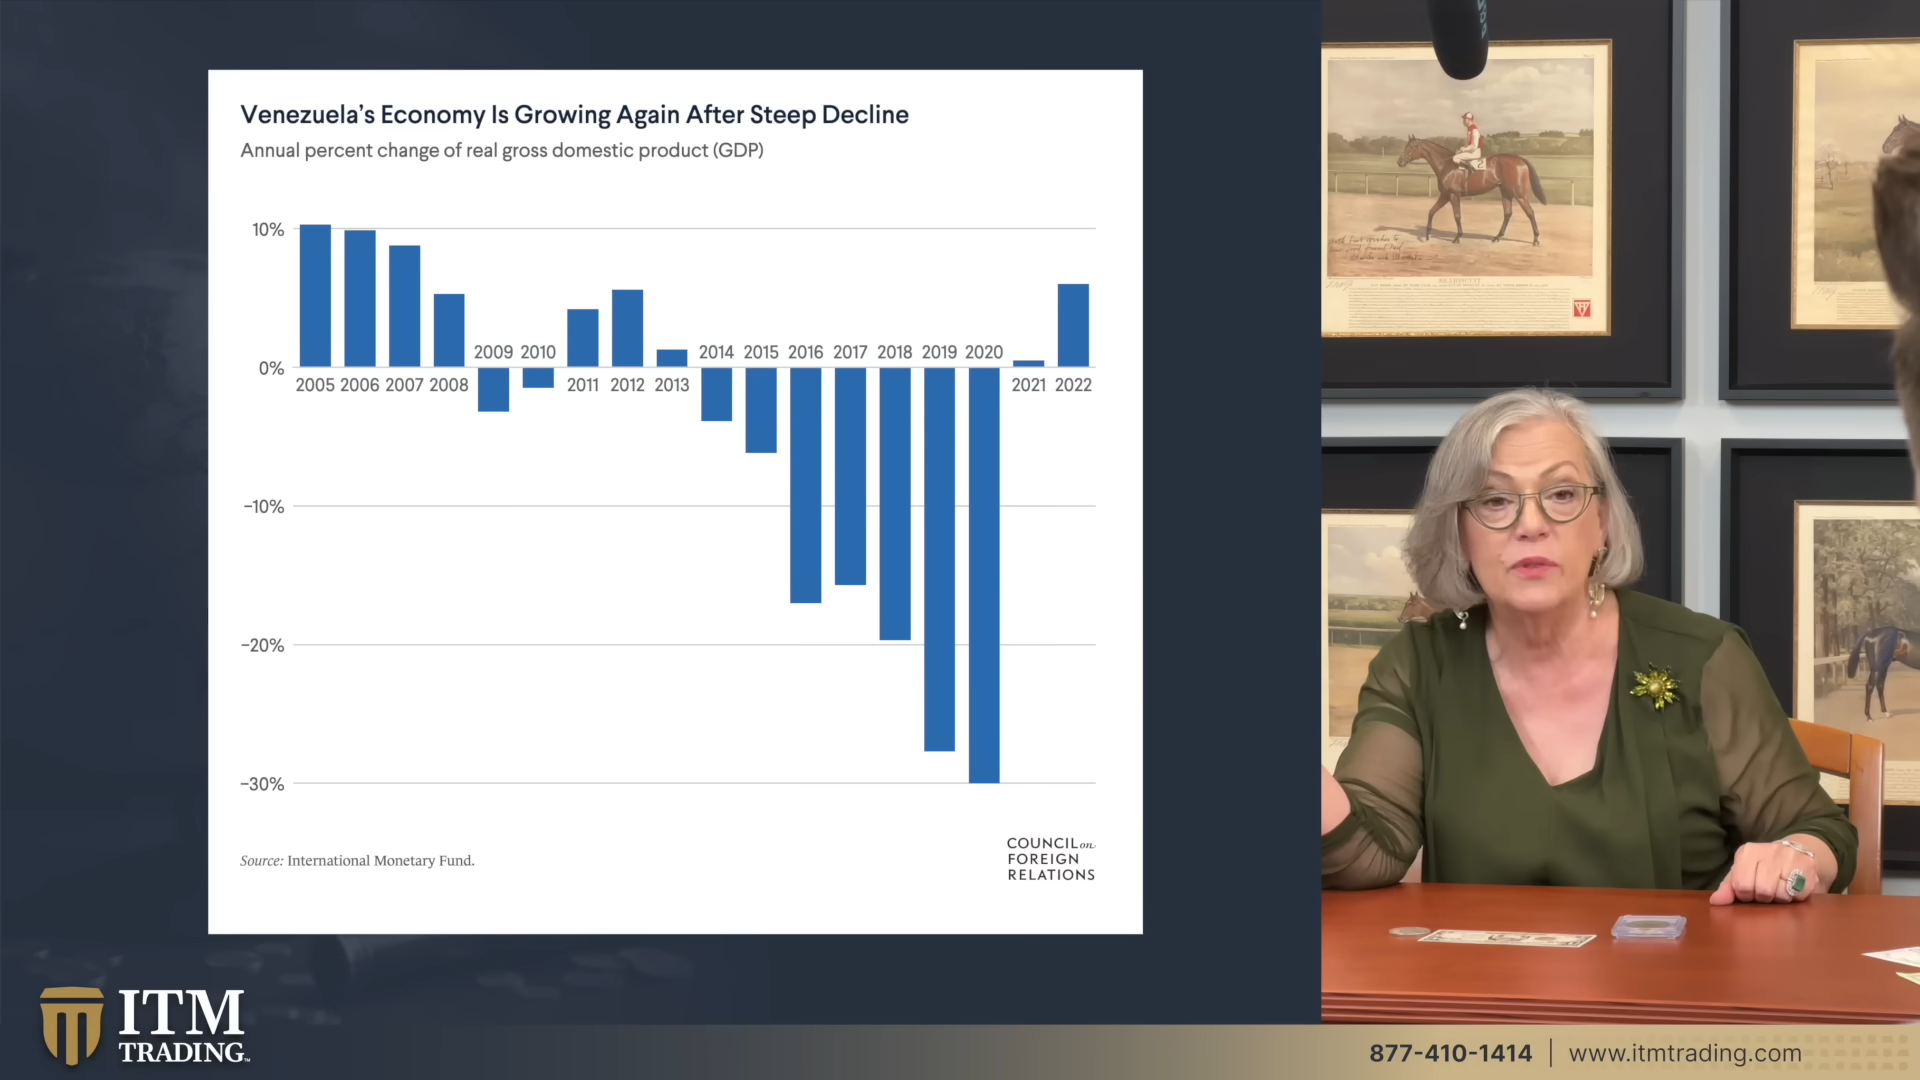 Venezuela's Economy Is Growing Again After Steep Decline
Annual percent change of real gross domestic product (GDP)
10%
2009 2010 2014 2015 2016 2017 2018 2019 2020
0%
2005 2006 2007 2008 2011 2012 2013 2021 2022
−10%
−20%
−30%
Source: International Monetary Fund.
COUNCIL on
FOREIGN
RELATIONS
ITM
TRADING
877-410-1414 | www.itmtrading.com